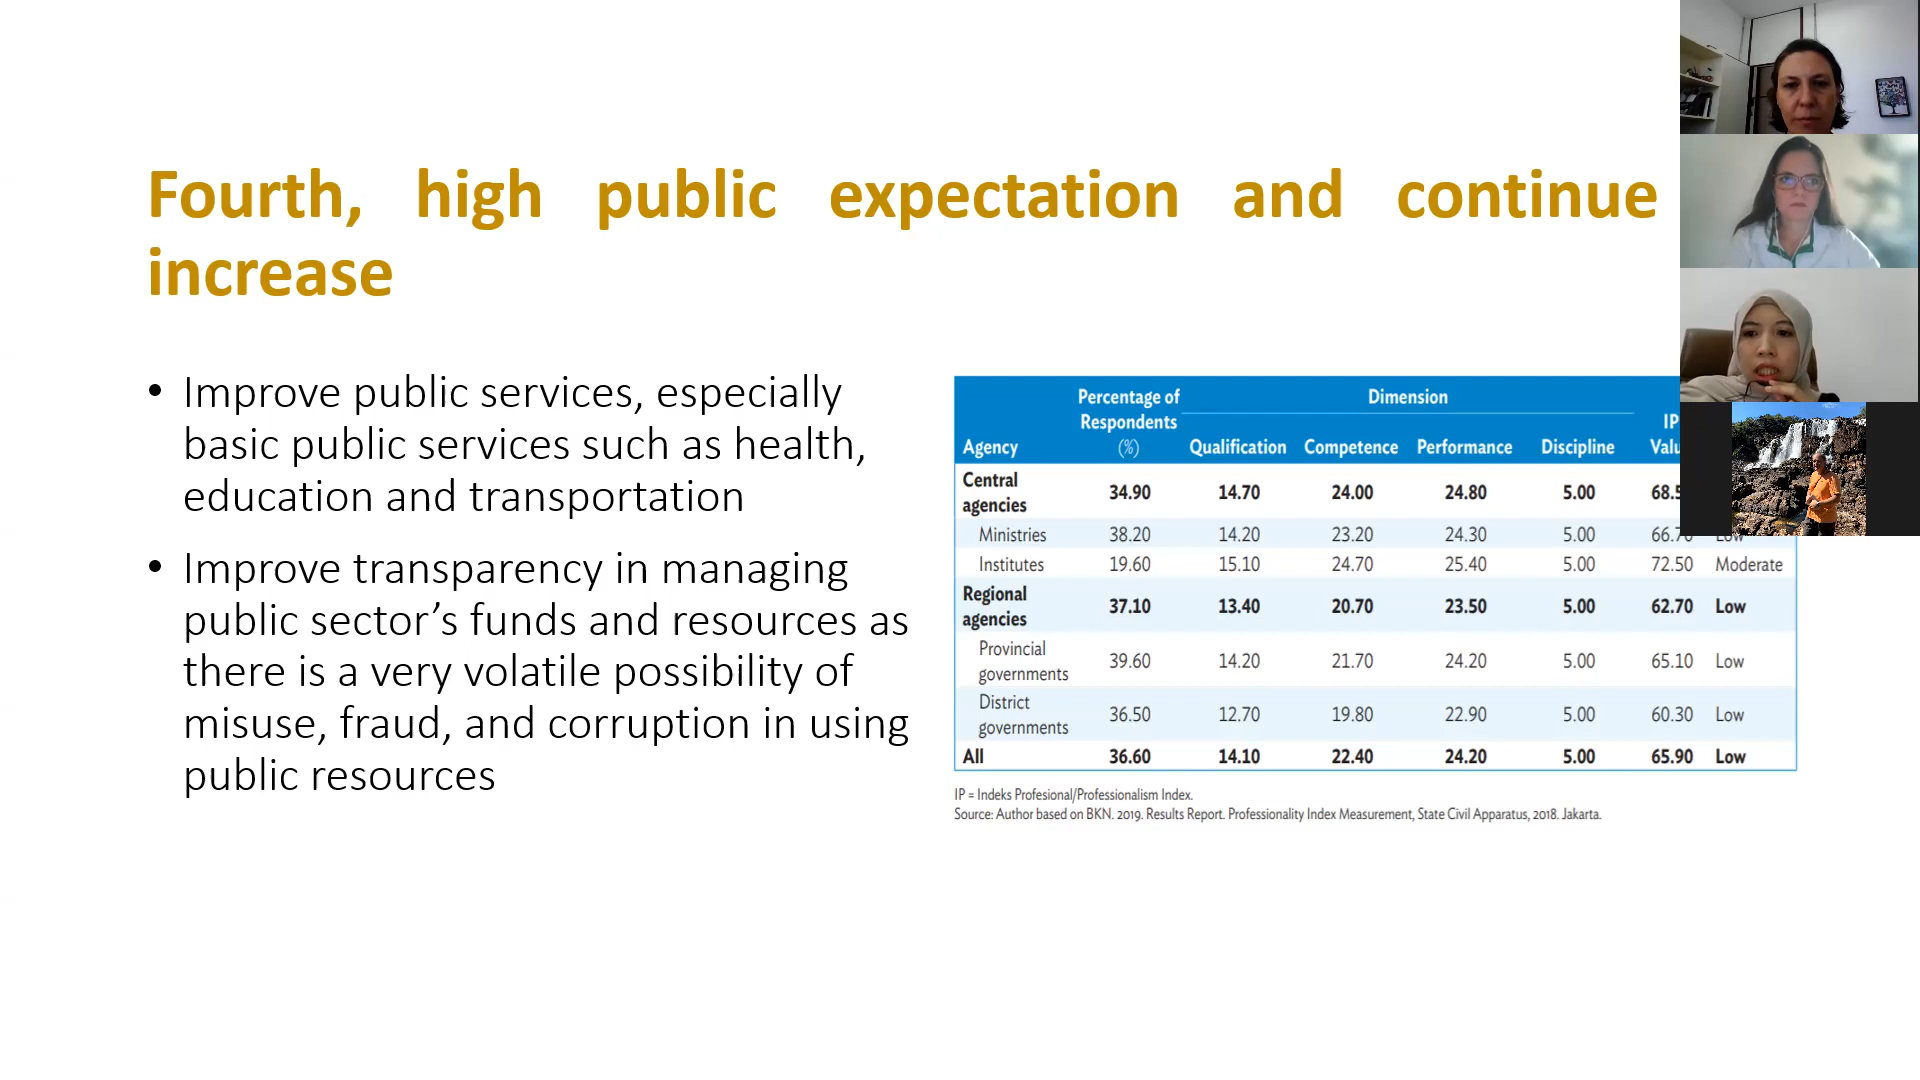 Fourth, high public expectation and continue
increase
• Improve public services, especially
basic public services such as health,
education and transportation
• Improve transparency in managing
public sector’s funds and resources as
there is a very volatile possibility of
misuse, fraud, and corruption in using
public resources
Percentage of Dimension
Respondents IP
Agency (%) Qualification Competence Performance Discipline
Central
agencies 34.90 14.70 24.00 24.80 5.00
Ministries 38.20 14.20 23.20 24.30 5.00 66.70 Low
Institutes 19.60 15.10 24.70 25.40 5.00 72.50 Moderate
Regional
agencies 37.10 13.40 20.70 23.50 5.00 62.70 Low
Provincial
governments 39.60 14.20 21.70 24.20 5.00 65.10 Low
District
governments 36.50 12.70 19.80 22.90 5.00 60.30 Low
All 36.60 14.10 22.40 24.20 5.00 65.90 Low
IP = Indeks Profesional/Professionalism Index.
Source: Author based on BKN. 2019. Results Report. Professionality Index Measurement, State Civil Apparatus, 2018. Jakarta.